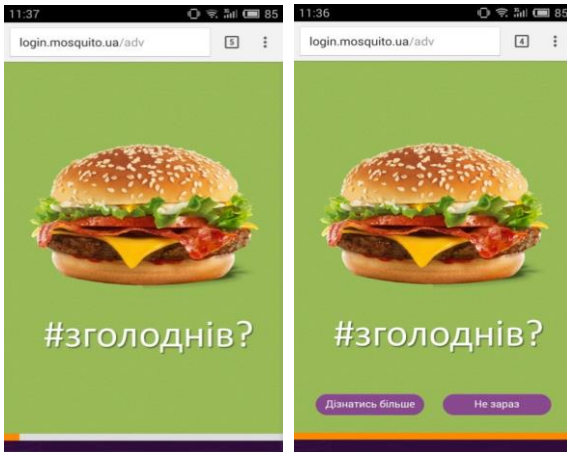 11:37
85
login.mosquito.ua/adv
5
#зголоднів?
11:36
85
login.mosquito.ua/adv
4
#зголоднів?
Дізнатись більше
Не зараз